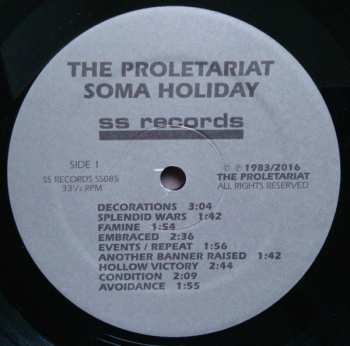 THE PROLETARIAT
SOMA HOLIDAY
ss records
SIDE 1
SS RECORDS SS085
33⅓ RPM
© ℗ 1983/2016
THE PROLETARIAT
ALL RIGHTS RESERVED
DECORATIONS 3:04
SPLENDID WARS 1:42
FAMINE 1:54
EMBRACED 2:36
EVENTS / REPEAT 1:56
ANOTHER BANNER RAISED 1:42
HOLLOW VICTORY 2:44
CONDITION 2:09
AVOIDANCE 1:55